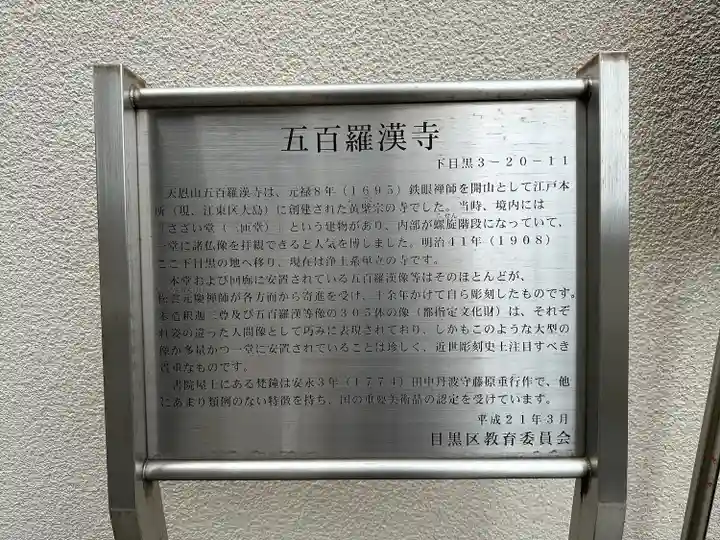 五百羅漢寺
下目黒3−20−11
天恩山五百羅漢寺は、元禄8年(1695)鉄眼禅師を開山として江戸本
所(現、江東区大島)に創建された黄檗宗の寺でした。当時、境内には
「さざい堂(三匝堂)」という建物があり、内部が螺旋階段になっていて、
一堂に諸仏像を拝観できると人気を博しました。明治41年(1908)
ここ下目黒の地へ移り、現在は浄土系単立の寺です。
本堂および回廊に安置されている五百羅漢像等はそのほとんどが、
松雲元慶禅師が各方面から寄進を受け、十余年かけて自ら彫刻したものです。
木造釈迦三尊及び五百羅漢等像の305体の像(都指定文化財)は、それぞ
れ姿の違った人間像として巧みに表現されており、しかもこのような大型の
像が多量かつ一堂に安置されていることは珍しく、近世彫刻史上注目すべき
貴重なものです。
書院屋上にある梵鐘は安永3年(1774)田中丹波守藤原重行作で、他
にあまり類例のない特徴を持ち、国の重要美術品の認定を受けています。
平成21年3月
目黒区教育委員会